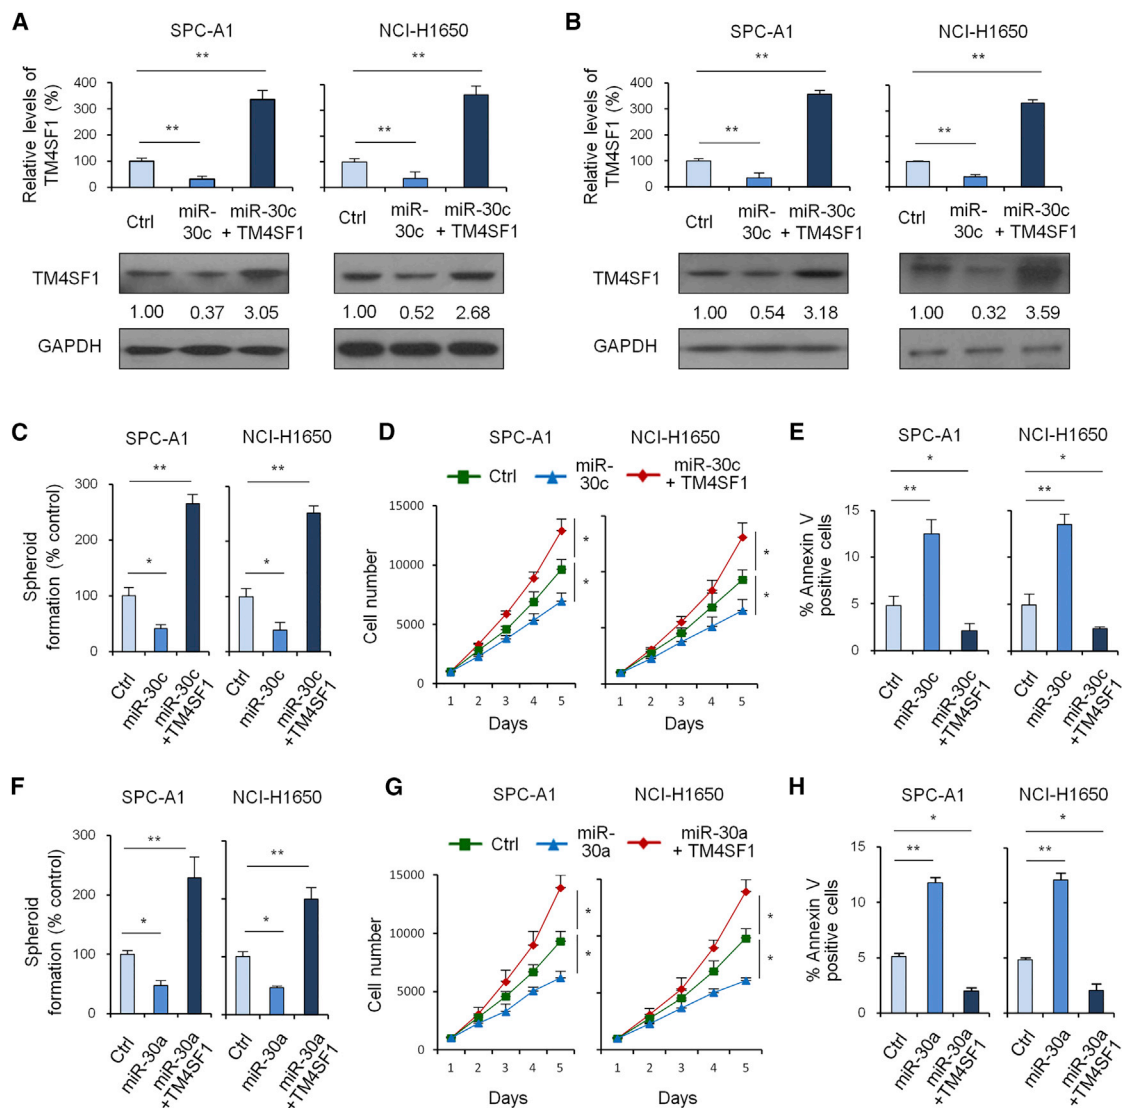 A
SPC-A1
NCI-H1650
**
**
**
**
Relative levels of
TM4SF1 (%)
400
300
200
100
0
Ctrl
miR-
30c
miR-30c
+ TM4SF1
Ctrl
miR-
30c
miR-30c
+ TM4SF1
TM4SF1
1.00 0.37 3.05
1.00 0.52 2.68
GAPDH
B
SPC-A1
NCI-H1650
**
**
**
**
Relative levels of
TM4SF1 (%)
400
300
200
100
0
Ctrl
miR-
30c
miR-30c
+ TM4SF1
Ctrl
miR-
30c
miR-30c
+ TM4SF1
TM4SF1
1.00 0.54 3.18
1.00 0.32 3.59
GAPDH
C
SPC-A1
NCI-H1650
**
*
**
*
Spheroid
formation (% control)
300
200
100
0
Ctrl
miR-30c
miR-30c
+TM4SF1
Ctrl
miR-30c
miR-30c
+TM4SF1
D
SPC-A1
NCI-H1650
Ctrl
miR-
30c
miR-30c
+ TM4SF1
Cell number
15000
10000
5000
0
*
*
*
*
1 2 3 4 5
1 2 3 4 5
Days
Days
E
SPC-A1
NCI-H1650
*
**
*
**
% Annexin V
positive cells
15
10
5
0
Ctrl
miR-30c
miR-30c
+TM4SF1
Ctrl
miR-30c
miR-30c
+TM4SF1
F
SPC-A1
NCI-H1650
**
*
**
*
Spheroid
formation (% control)
300
200
100
0
Ctrl
miR-30a
miR-30a
+TM4SF1
Ctrl
miR-30a
miR-30a
+TM4SF1
G
SPC-A1
NCI-H1650
Ctrl
miR-
30a
miR-30a
+ TM4SF1
Cell number
15000
10000
5000
0
*
*
*
*
1 2 3 4 5
1 2 3 4 5
Days
Days
H
SPC-A1
NCI-H1650
*
**
*
**
% Annexin V
positive cells
15
10
5
0
Ctrl
miR-30a
miR-30a
+TM4SF1
Ctrl
miR-30a
miR-30a
+TM4SF1